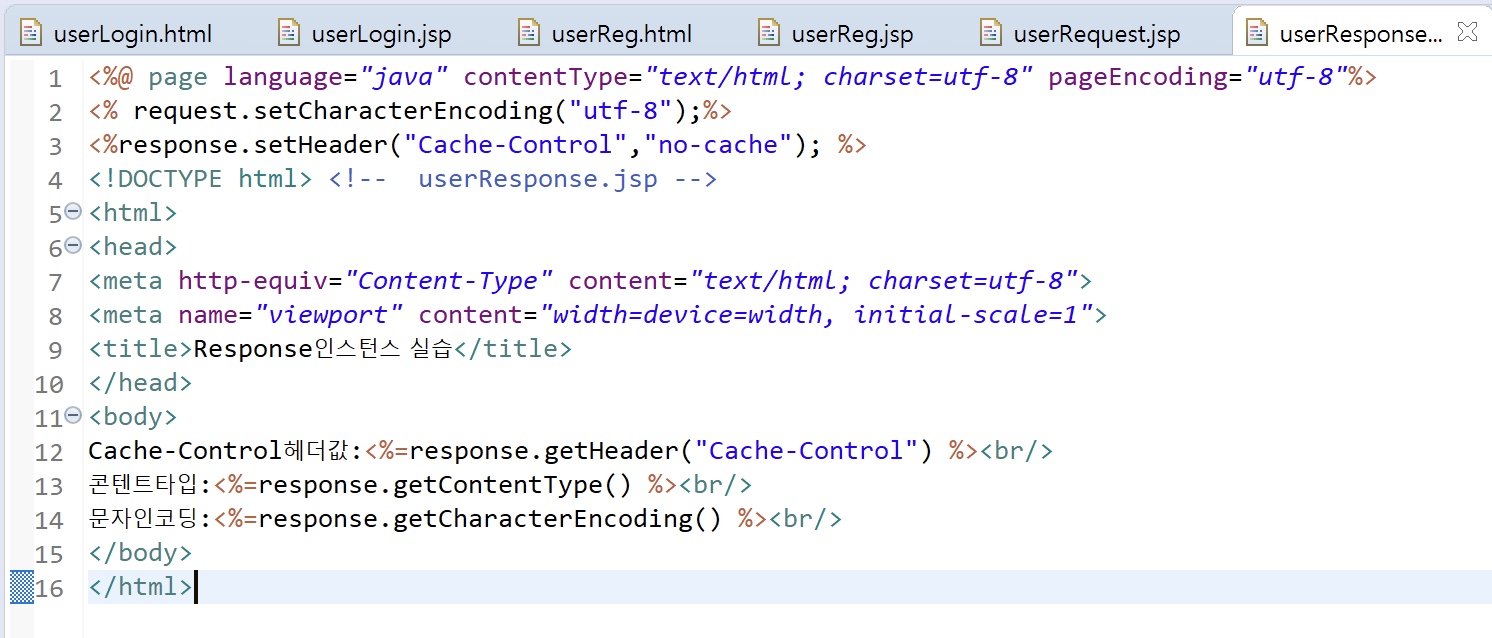 userLogin.html userLogin.jsp userReg.html userReg.jsp userRequest.jsp userResponse...
1 <%@ page language="java" contentType="text/html; charset=utf-8" pageEncoding="utf-8"%>
2 <% request.setCharacterEncoding("utf-8");%>
3 <%response.setHeader("Cache-Control","no-cache"); %>
4 <!DOCTYPE html> <!--  userResponse.jsp -->
5 <html>
6 <head>
7 <meta http-equiv="Content-Type" content="text/html; charset=utf-8">
8 <meta name="viewport" content="width=device=width, initial-scale=1">
9 <title>Response인스턴스 실습</title>
10 </head>
11 <body>
12 Cache-Control헤더값:<%=response.getHeader("Cache-Control") %><br/>
13 콘텐트타입:<%=response.getContentType() %><br/>
14 문자인코딩:<%=response.getCharacterEncoding() %><br/>
15 </body>
16 </html>